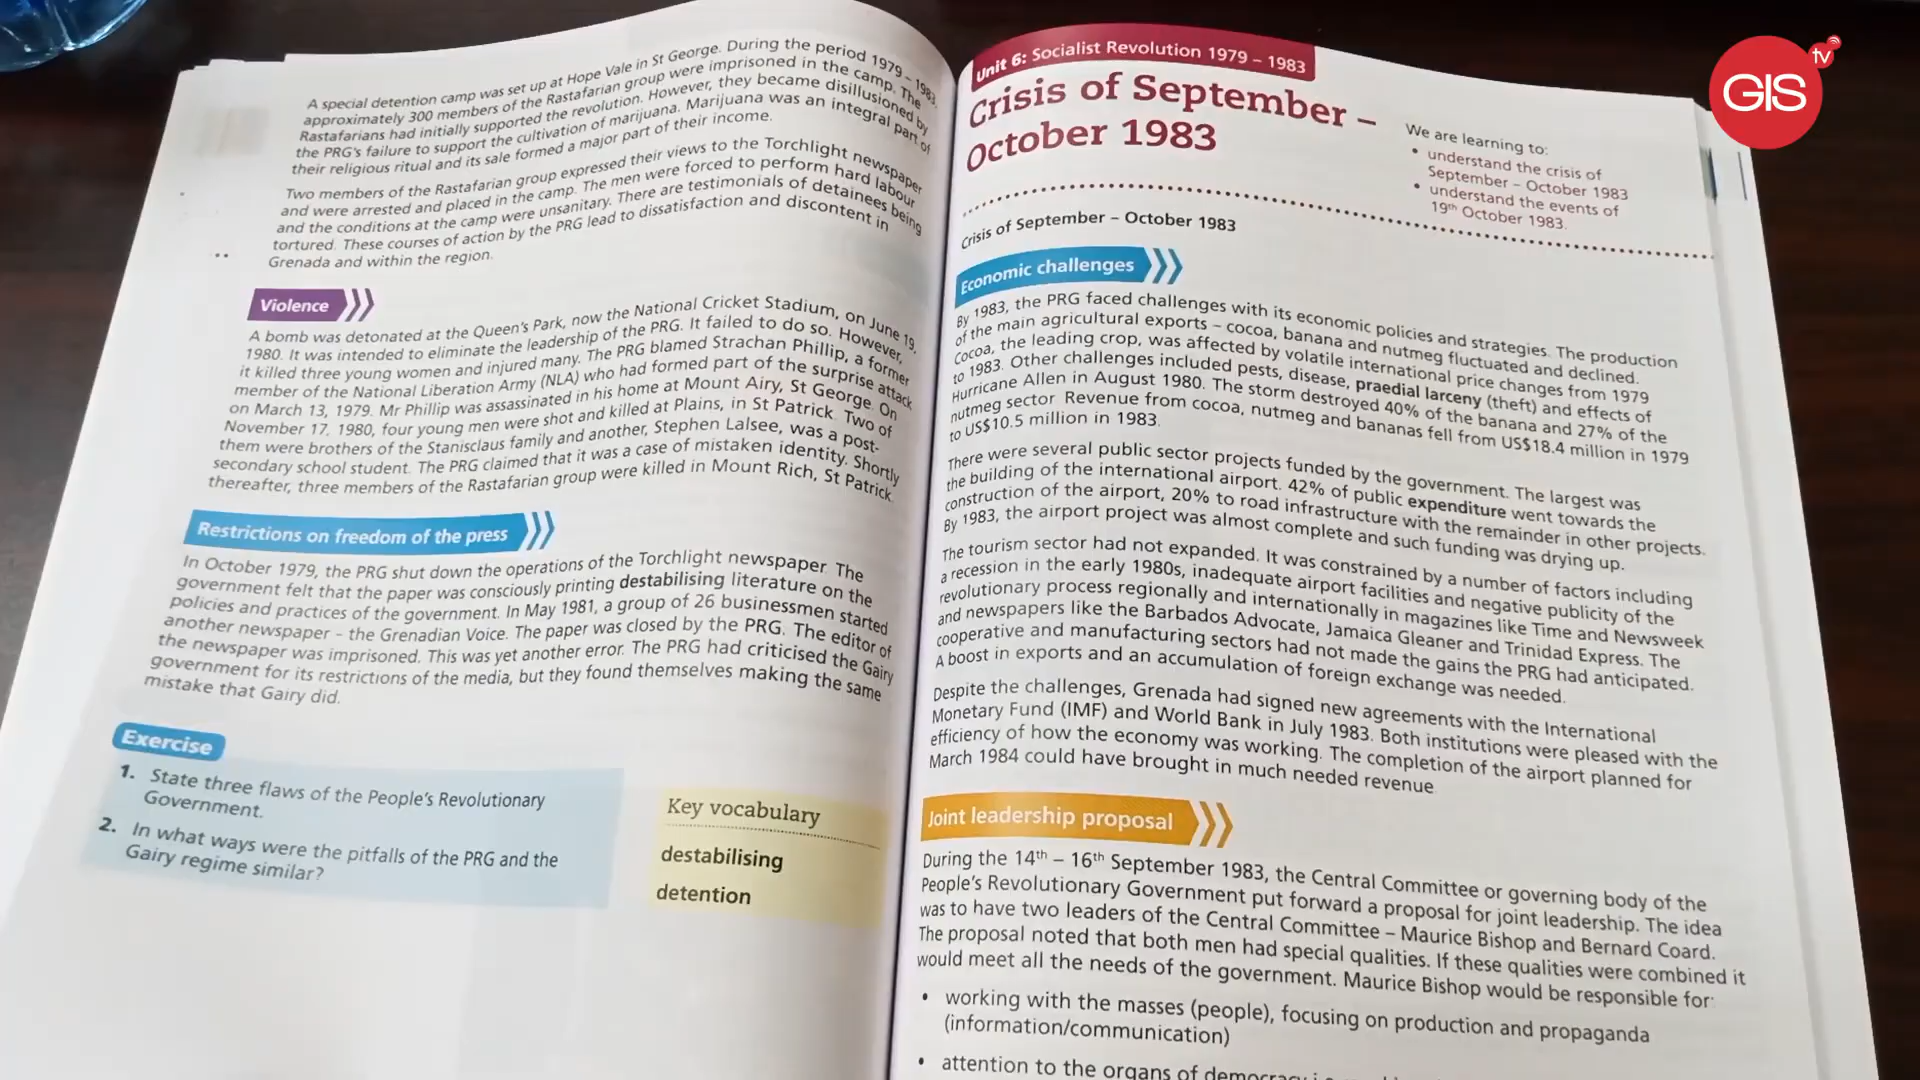 A special detention camp was set up at Hope Vale in St George. During the period 1979 – 1983,
approximately 300 members of the Rastafarian group were imprisoned in the camp. The
Rastafarians had initially supported the revolution. However, they became disillusioned by
the PRG's failure to support the cultivation of marijuana. Marijuana was an integral part of
their religious ritual and its sale formed a major part of their income.
Two members of the Rastafarian group expressed their views to the Torchlight newspaper
and were arrested and placed in the camp. The men were forced to perform hard labour
and the conditions at the camp were unsanitary. There are testimonials of detainees being
tortured. These courses of action by the PRG lead to dissatisfaction and discontent in
Grenada and within the region.
Violence
A bomb was detonated at the Queen's Park, now the National Cricket Stadium, on June 19,
1980. It was intended to eliminate the leadership of the PRG. It failed to do so. However,
it killed three young women and injured many. The PRG blamed Strachan Phillip, a former
member of the National Liberation Army (NLA) who had formed part of the surprise attack
on March 13, 1979. Mr Phillip was assassinated in his home at Mount Airy, St George. On
November 17, 1980, four young men were shot and killed at Plains, in St Patrick. Two of
them were brothers of the Stanisclaus family and another, Stephen Lalsee, was a post-
secondary school student. The PRG claimed that it was a case of mistaken identity. Shortly
thereafter, three members of the Rastafarian group were killed in Mount Rich, St Patrick.
Restrictions on freedom of the press
In October 1979, the PRG shut down the operations of the Torchlight newspaper. The
government felt that the paper was consciously printing destabilising literature on the
policies and practices of the government. In May 1981, a group of 26 businessmen started
another newspaper – the Grenadian Voice. The paper was closed by the PRG. The editor of
the newspaper was imprisoned. This was yet another error. The PRG had criticised the Gairy
government for its restrictions of the media, but they found themselves making the same
mistake that Gairy did.
Exercise
1. State three flaws of the People's Revolutionary
Government.
2. In what ways were the pitfalls of the PRG and the
Gairy regime similar?
Key vocabulary
destabilising
detention
Unit 6: Socialist Revolution 1979 – 1983
Crisis of September –
October 1983
We are learning to:
• understand the crisis of
September – October 1983
• understand the events of
19th October 1983.
Crisis of September – October 1983
Economic challenges
By 1983, the PRG faced challenges with its economic policies and strategies. The production
of the main agricultural exports – cocoa, banana and nutmeg fluctuated and declined.
Cocoa, the leading crop, was affected by volatile international price changes from 1979
to 1983. Other challenges included pests, disease, praedial larceny (theft) and effects of
Hurricane Allen in August 1980. The storm destroyed 40% of the banana and 27% of the
nutmeg sector. Revenue from cocoa, nutmeg and bananas fell from US$18.4 million in 1979
to US$10.5 million in 1983.
There were several public sector projects funded by the government. The largest was
the building of the international airport. 42% of public expenditure went towards the
construction of the airport, 20% to road infrastructure with the remainder in other projects.
By 1983, the airport project was almost complete and such funding was drying up.
The tourism sector had not expanded. It was constrained by a number of factors including
a recession in the early 1980s, inadequate airport facilities and negative publicity of the
revolutionary process regionally and internationally in magazines like Time and Newsweek
and newspapers like the Barbados Advocate, Jamaica Gleaner and Trinidad Express. The
cooperative and manufacturing sectors had not made the gains the PRG had anticipated.
A boost in exports and an accumulation of foreign exchange was needed.
Despite the challenges, Grenada had signed new agreements with the International
Monetary Fund (IMF) and World Bank in July 1983. Both institutions were pleased with the
efficiency of how the economy was working. The completion of the airport planned for
March 1984 could have brought in much needed revenue.
Joint leadership proposal
During the 14th – 16th September 1983, the Central Committee or governing body of the
People's Revolutionary Government put forward a proposal for joint leadership. The idea
was to have two leaders of the Central Committee – Maurice Bishop and Bernard Coard.
The proposal noted that both men had special qualities. If these qualities were combined it
would meet all the needs of the government. Maurice Bishop would be responsible for:
• working with the masses (people), focusing on production and propaganda
(information/communication)
• attention to the organs of democracy
GIS tv